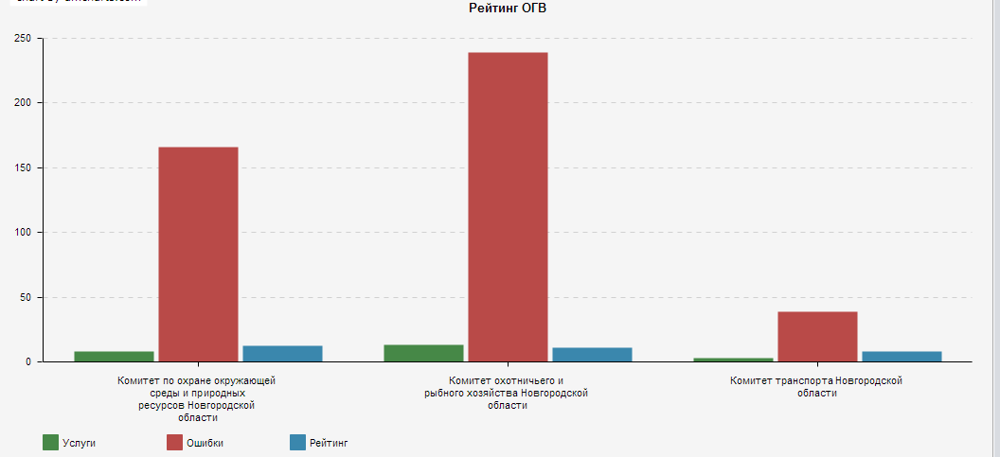 Рейтинг ОГВ
250
200
150
100
50
0
Комитет по охране окружающей
среды и природных
ресурсов Новгородской
области
Комитет охотничьего и
рыбного хозяйства Новгородской
области
Комитет транспорта Новгородской
области
Услуги
Ошибки
Рейтинг